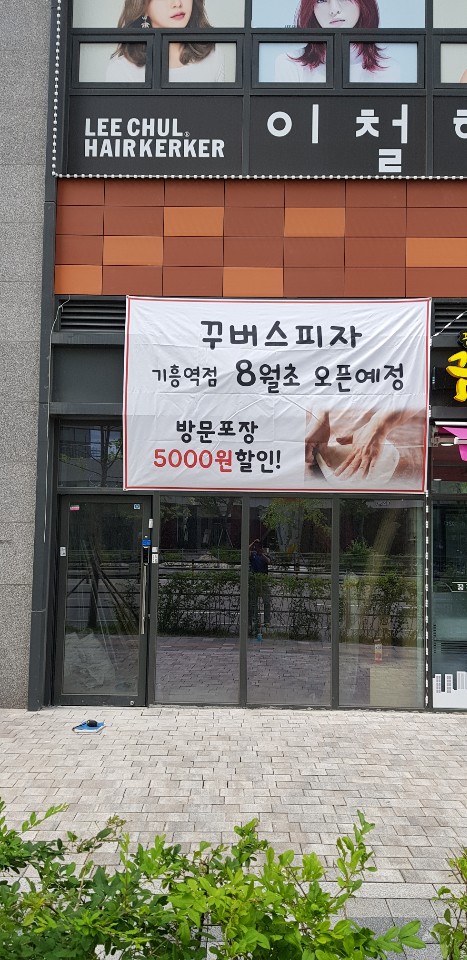 LEE CHUL®
HAIRKERKER
이철
꾸버스피자
기흥역점 8월초 오픈예정
방문포장
5000원할인!